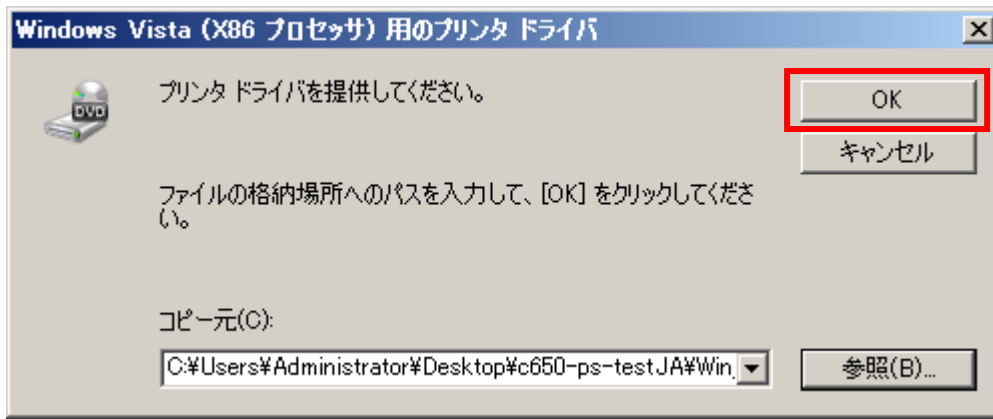 Windows Vista (X86 プロセッサ) 用のプリンタ ドライバ
DVD
プリンタ ドライバを提供してください。
OK
キャンセル
ファイルの格納場所へのパスを入力して、[OK] をクリックしてくださ
い。
コピー元(C):
C:¥Users¥Administrator¥Desktop¥c650-ps-testJA¥Win_
参照(B)...